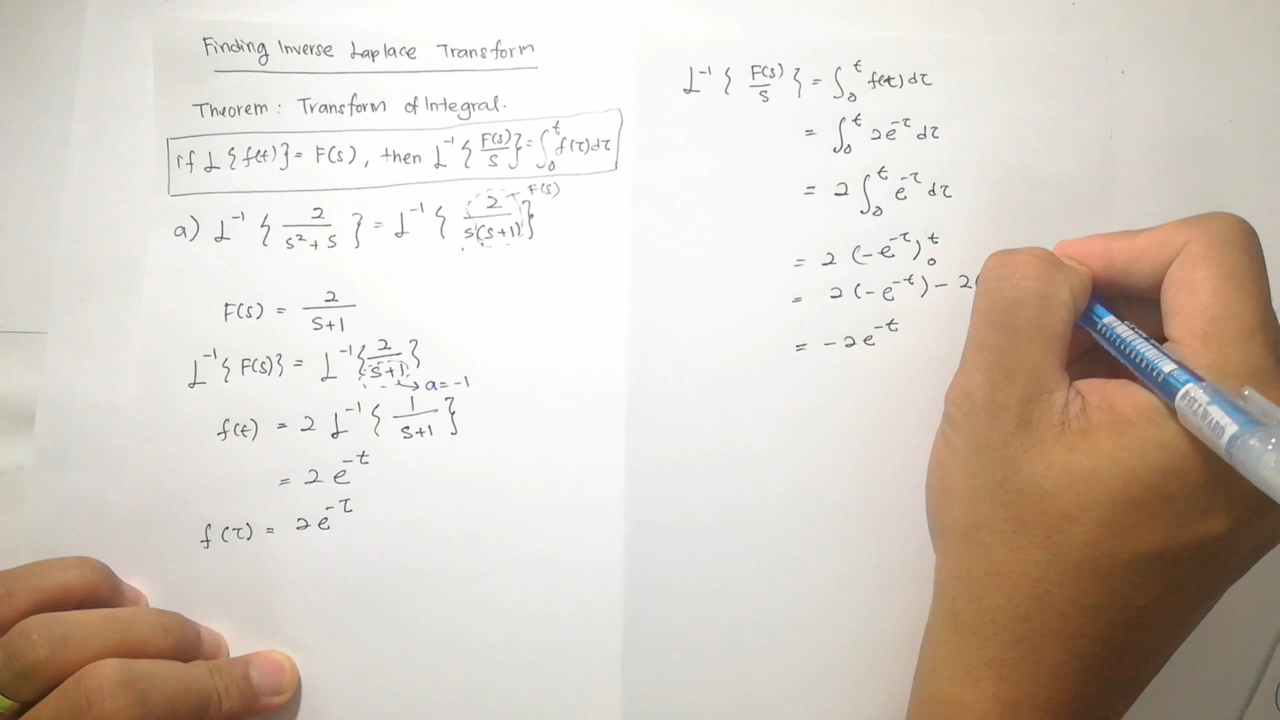 Finding Inverse Laplace Transform
Theorem: Transform of Integral.
if L{f(t)} = F(s), then L⁻¹{F(s)/s} = ∫₀ᵗ f(τ)dτ
a) L⁻¹{2/(s²+s)} = L⁻¹{2/(s(s+1))} → F(s)
F(s) = 2/(s+1)
L⁻¹{F(s)} = L⁻¹{2/(s+1)}
→ a=-1
f(t) = 2 L⁻¹{1/(s+1)}
= 2e^(-t)
f(τ) = 2e^(-τ)
L⁻¹{F(s)/s} = ∫₀ᵗ f(τ)dτ
= ∫₀ᵗ 2e^(-τ) dτ
= 2∫₀ᵗ e^(-τ) dτ
= 2(-e^(-τ))₀ᵗ
= 2(-e^(-t)) - 2(
= -2e^(-t)